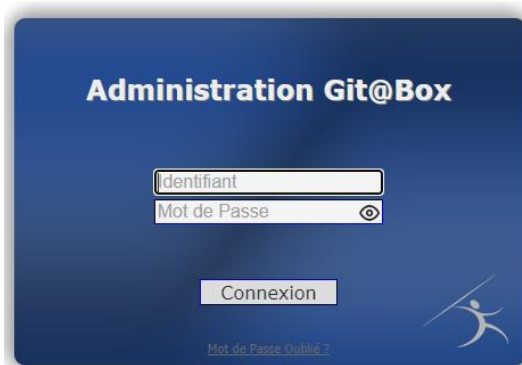 Administration Git@Box
Identifiant
Mot de Passe
Connexion
Mot de Passe Oublié ?